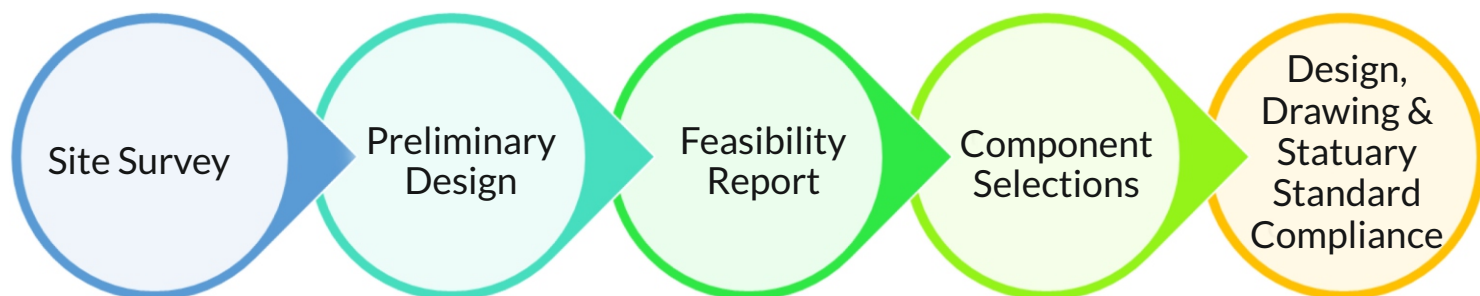 Site Survey
Preliminary
Design
Feasibility
Report
Component
Selections
Design,
Drawing &
Statuary
Standard
Compliance